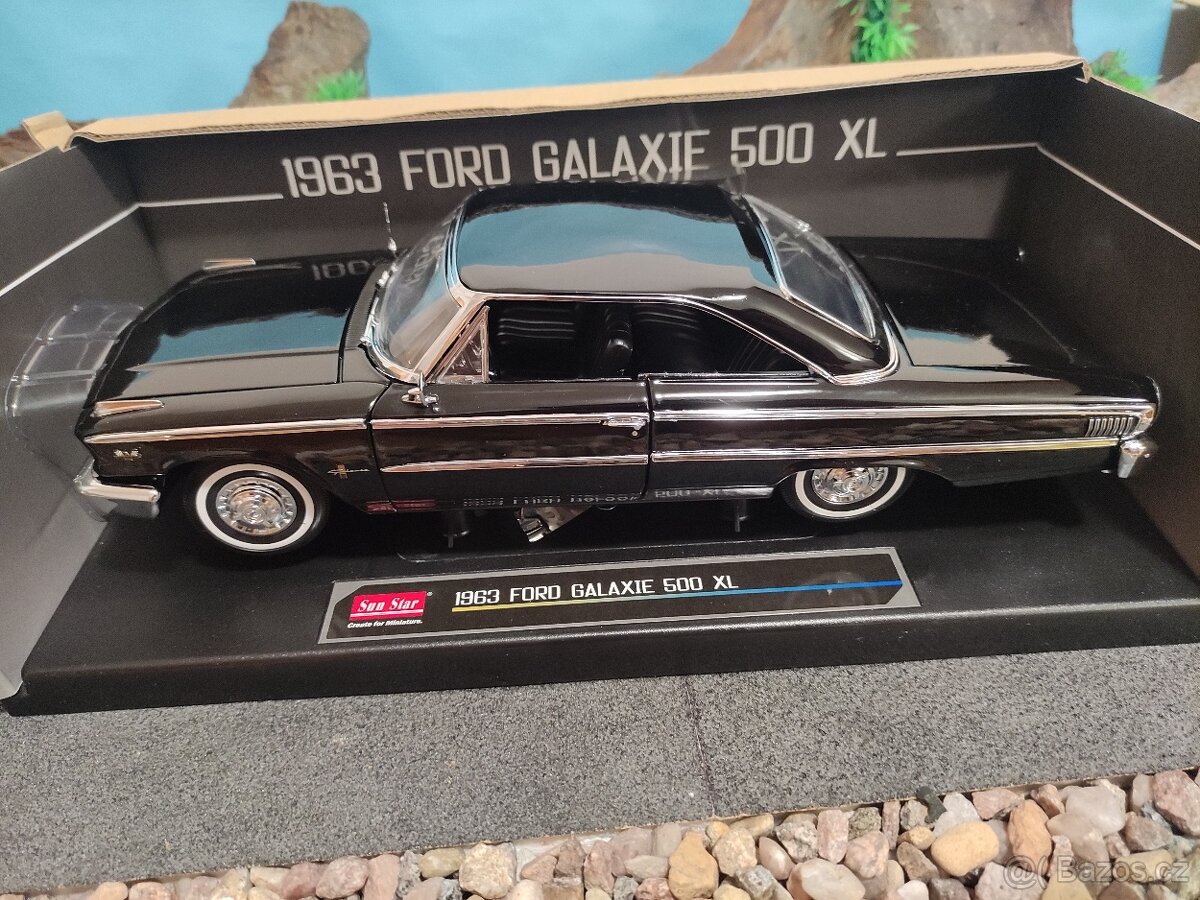 1963 FORD GALAXIE 500 XL
Sun Star®
Create for Miniature.
1963 FORD GALAXIE 500 XL
@Bazos.cz